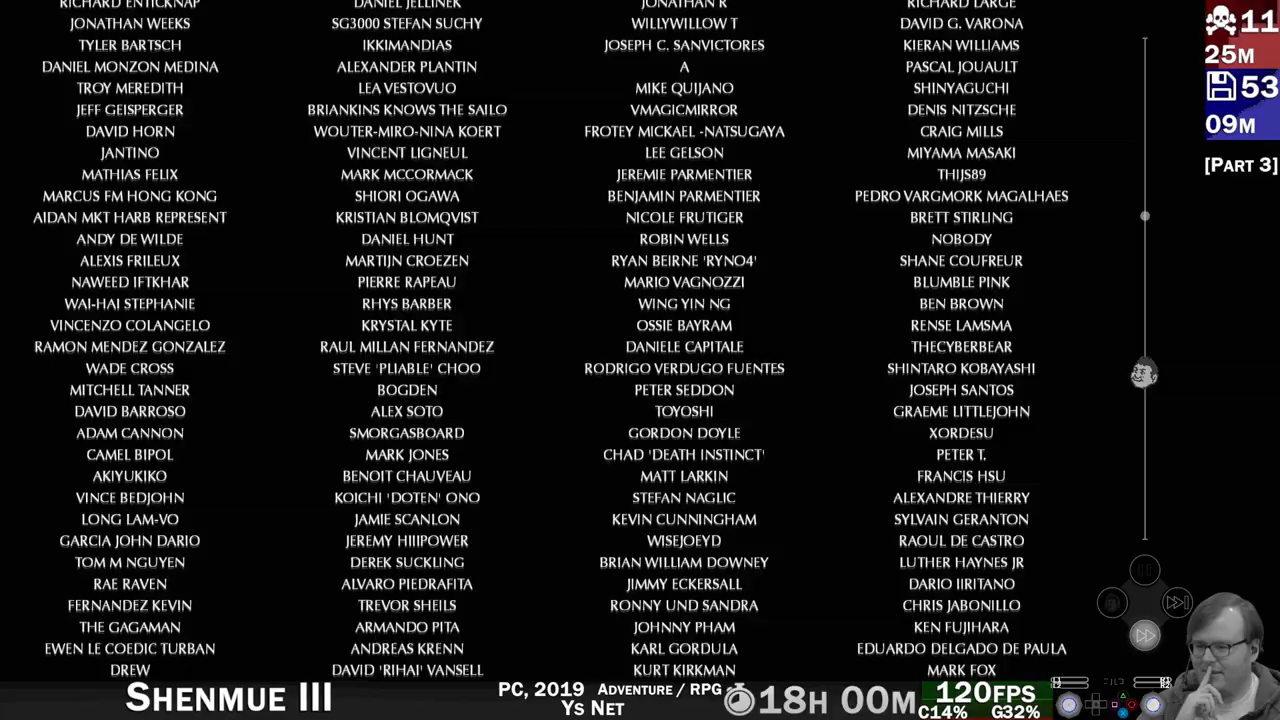 RICHARD ENTICKNAP DANIEL JELLINEK JONATHAN R RICHARD LARGE
JONATHAN WEEKS SG3000 STEFAN SUCHY WILLYWILLOW T DAVID G. VARONA
TYLER BARTSCH IKKIMANDIAS JOSEPH C. SANVICTORES KIERAN WILLIAMS
DANIEL MONZON MEDINA ALEXANDER PLANTIN A PASCAL JOUAULT
TROY MEREDITH LEA VESTOVUO MIKE QUIJANO SHINYAGUCHI
JEFF GEISPERGER BRIANKINS KNOWS THE SAILO VMAGICMIRROR DENIS NITZSCHE
DAVID HORN WOUTER-MIRO-NINA KOERT FROTEY MICKAEL -NATSUGAYA CRAIG MILLS
JANTINO VINCENT LIGNEUL LEE GELSON MIYAMA MASAKI
MATHIAS FELIX MARK MCCORMACK JEREMIE PARMENTIER THIJS89
MARCUS FM HONG KONG SHIORI OGAWA BENJAMIN PARMENTIER PEDRO VARGMORK MAGALHAES
AIDAN MKT HARB REPRESENT KRISTIAN BLOMQVIST NICOLE FRUTIGER BRETT STIRLING
ANDY DE WILDE DANIEL HUNT ROBIN WELLS NOBODY
ALEXIS FRILEUX MARTIJN CROEZEN RYAN BEIRNE 'RYNO4' SHANE COUFREUR
NAWEED IFTKHAR PIERRE RAPEAU MARIO VAGNOZZI BLUMBLE PINK
WAI-HAI STEPHANIE RHYS BARBER WING YIN NG BEN BROWN
VINCENZO COLANGELO KRYSTAL KYTE OSSIE BAYRAM RENSE LAMSMA
RAMON MENDEZ GONZALEZ RAUL MILLAN FERNANDEZ DANIELE CAPITALE THECYBERBEAR
WADE CROSS STEVE 'PLIABLE' CHOO RODRIGO VERDUGO FUENTES SHINTARO KOBAYASHI
MITCHELL TANNER BOGDEN PETER SEDDON JOSEPH SANTOS
DAVID BARROSO ALEX SOTO TOYOSHI GRAEME LITTLEJOHN
ADAM CANNON SMORGASBOARD GORDON DOYLE XORDESU
CAMEL BIPOL MARK JONES CHAD 'DEATH INSTINCT' PETER T.
AKIYUKIKO BENOIT CHAUVEAU MATT LARKIN FRANCIS HSU
VINCE BEDJOHN KOICHI 'DOTEN' ONO STEFAN NAGLIC ALEXANDRE THIERRY
LONG LAM-VO JAMIE SCANLON KEVIN CUNNINGHAM SYLVAIN GERANTON
GARCIA JOHN DARIO JEREMY HIIIPOWER WISEJOEYD RAOUL DE CASTRO
TOM M NGUYEN DEREK SUCKLING BRIAN WILLIAM DOWNEY LUTHER HAYNES JR
RAE RAVEN ALVARO PIEDRAFITA JIMMY ECKERSALL DARIO IIRITANO
FERNANDEZ KEVIN TREVOR SHEILS RONNY UND SANDRA CHRIS JABONILLO
THE GAGAMAN ARMANDO PITA JOHNNY PHAM KEN FUJIHARA
EWEN LE COEDIC TURBAN ANDREAS KRENN KARL GORDULA EDUARDO DELGADO DE PAULA
DREW DAVID 'RIHAI' VANSELL KURT KIRKMAN MARK FOX
11
25M
53
09M
[PART 3]
SHENMUE III
PC, 2019 ADVENTURE / RPG
YS NET
18H 00M
120FPS
C14% G32%